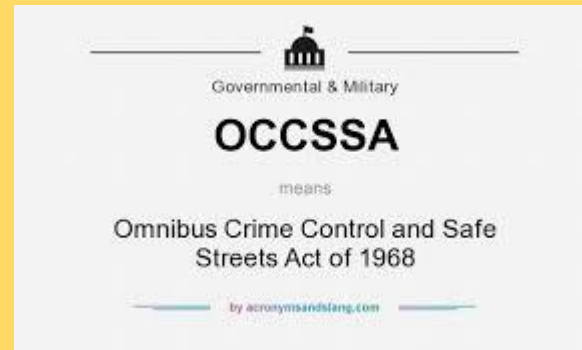 Governmental & Military
OCCSSA
means
Omnibus Crime Control and Safe
Streets Act of 1968
by acronymsandslang.com